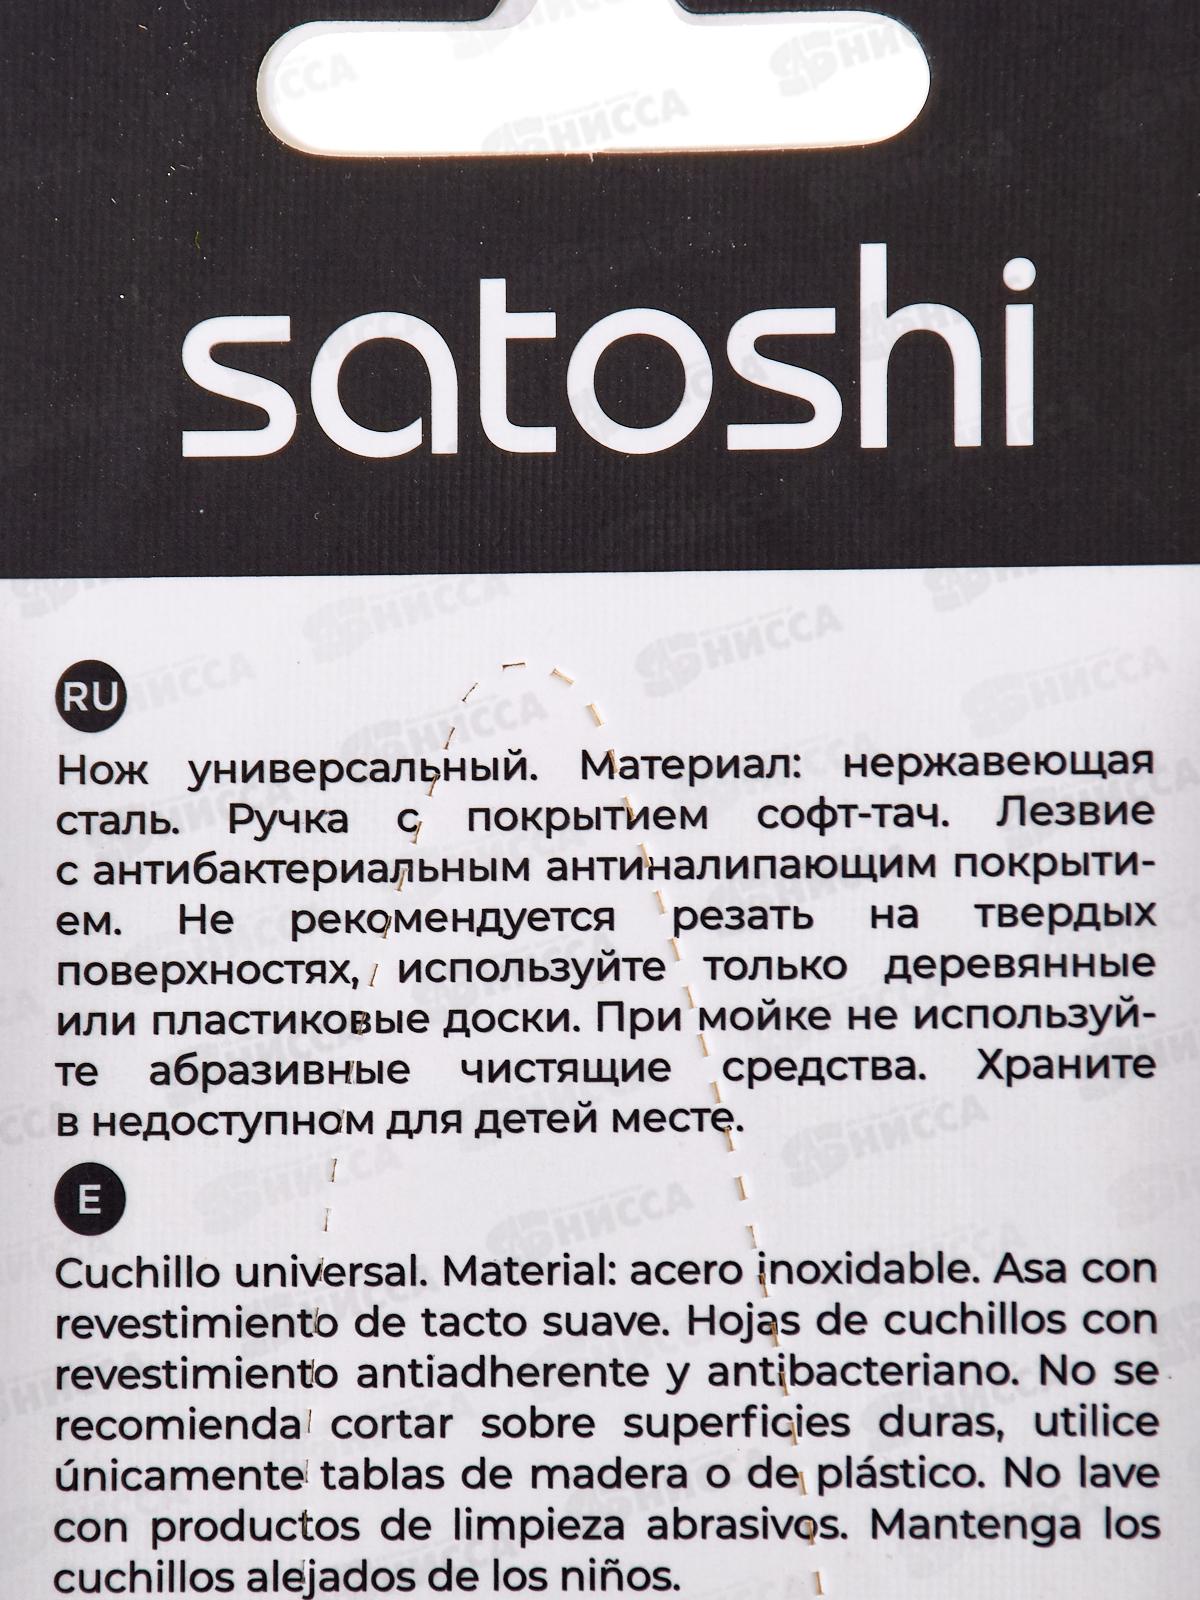 satoshi
RU
Нож универсальный. Материал: нержавеющая
сталь. Ручка с покрытием софт-тач. Лезвие
с антибактериальным антиналипающим покрыти-
ем. Не рекомендуется резать на твердых
поверхностях, используйте только деревянные
или пластиковые доски. При мойке не используй-
те абразивные чистящие средства. Храните
в недоступном для детей месте.
E
Cuchillo universal. Material: acero inoxidable. Asa con
revestimiento de tacto suave. Hojas de cuchillos con
revestimiento antiadherente y antibacteriano. No se
recomienda cortar sobre superficies duras, utilice
únicamente tablas de madera o de plástico. No lave
con productos de limpieza abrasivos. Mantenga los
cuchillos alejados de los niños.